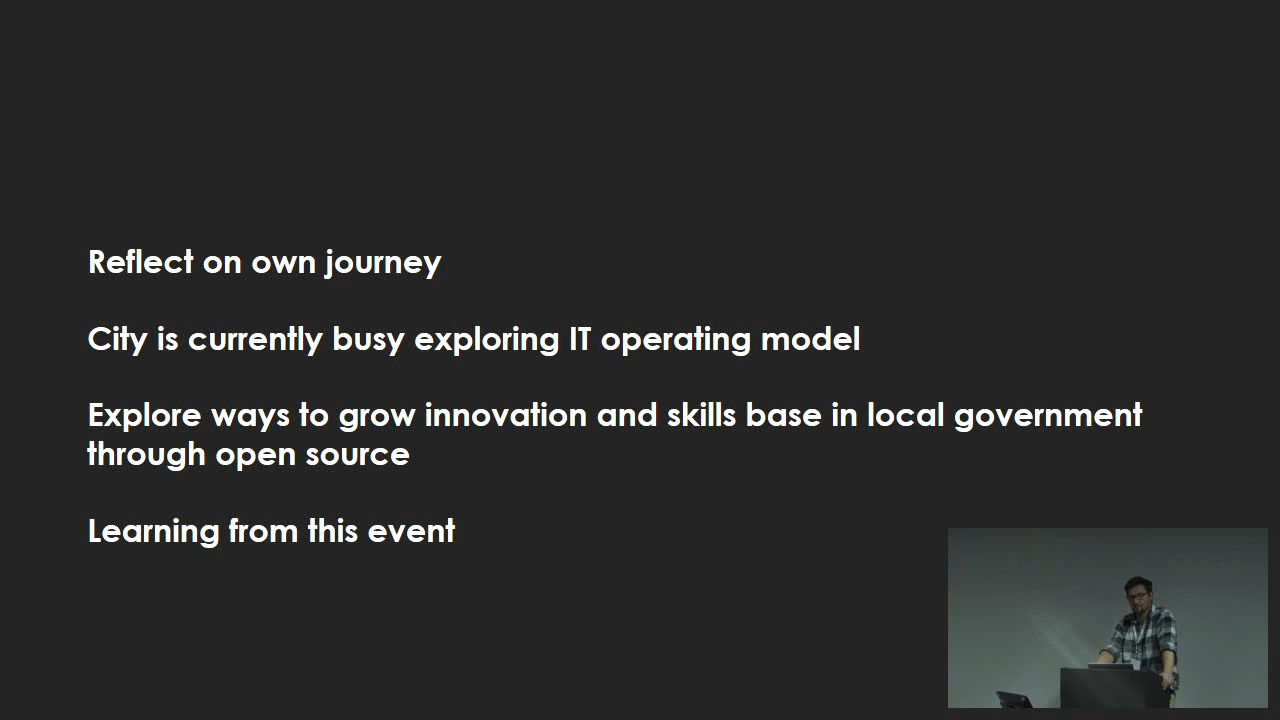 Reflect on own journey
City is currently busy exploring IT operating model
Explore ways to grow innovation and skills base in local government
through open source
Learning from this event